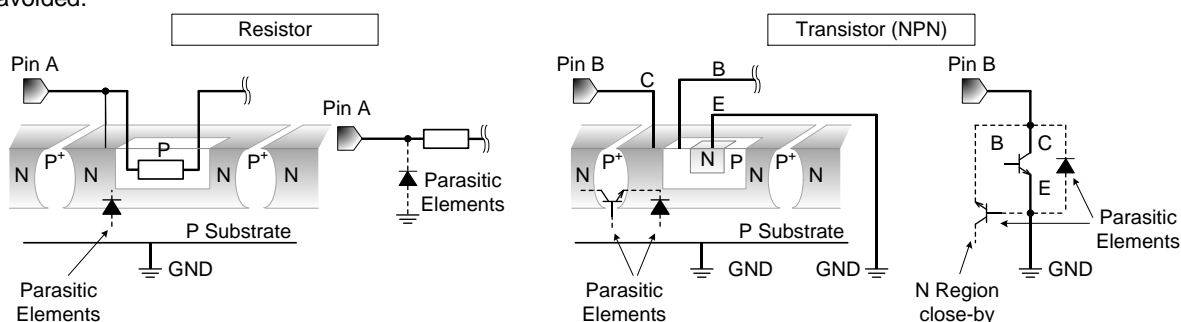 avoided.
Resistor
Transistor (NPN)
Pin A
Pin A
N
P+
N
P
N
P+
N
Parasitic
Elements
P Substrate
GND
Parasitic
Elements
Pin B
C
B
E
N
P+
N
N
P
N
P+
N
P Substrate
GND
GND
Parasitic
Elements
Pin B
B
C
E
Parasitic
Elements
GND
N Region
close-by